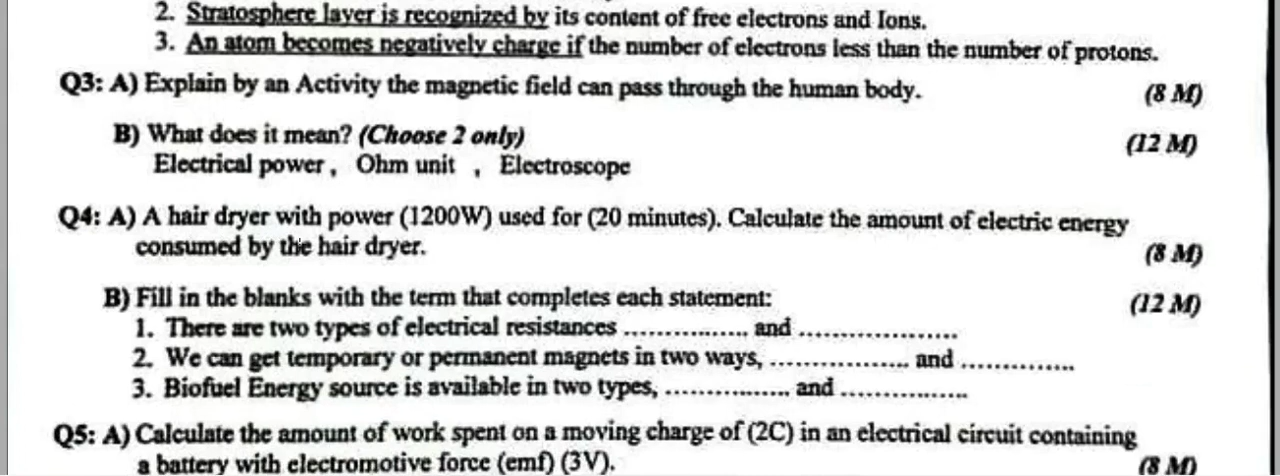 2. Stratosphere layer is recognized by its content of free electrons and Ions.
3. An atom becomes negatively charge if the number of electrons less than the number of protons.
Q3: A) Explain by an Activity the magnetic field can pass through the human body. (8 M)
B) What does it mean? (Choose 2 only) (12 M)
Electrical power , Ohm unit , Electroscope
Q4: A) A hair dryer with power (1200W) used for (20 minutes). Calculate the amount of electric energy
consumed by the hair dryer. (8 M)
B) Fill in the blanks with the term that completes each statement: (12 M)
1. There are two types of electrical resistances ................ and ....................
2. We can get temporary or permanent magnets in two ways, .................. and ..............
3. Biofuel Energy source is available in two types, ................ and ................
Q5: A) Calculate the amount of work spent on a moving charge of (2C) in an electrical circuit containing
a battery with electromotive force (emf) (3V). (8 M)